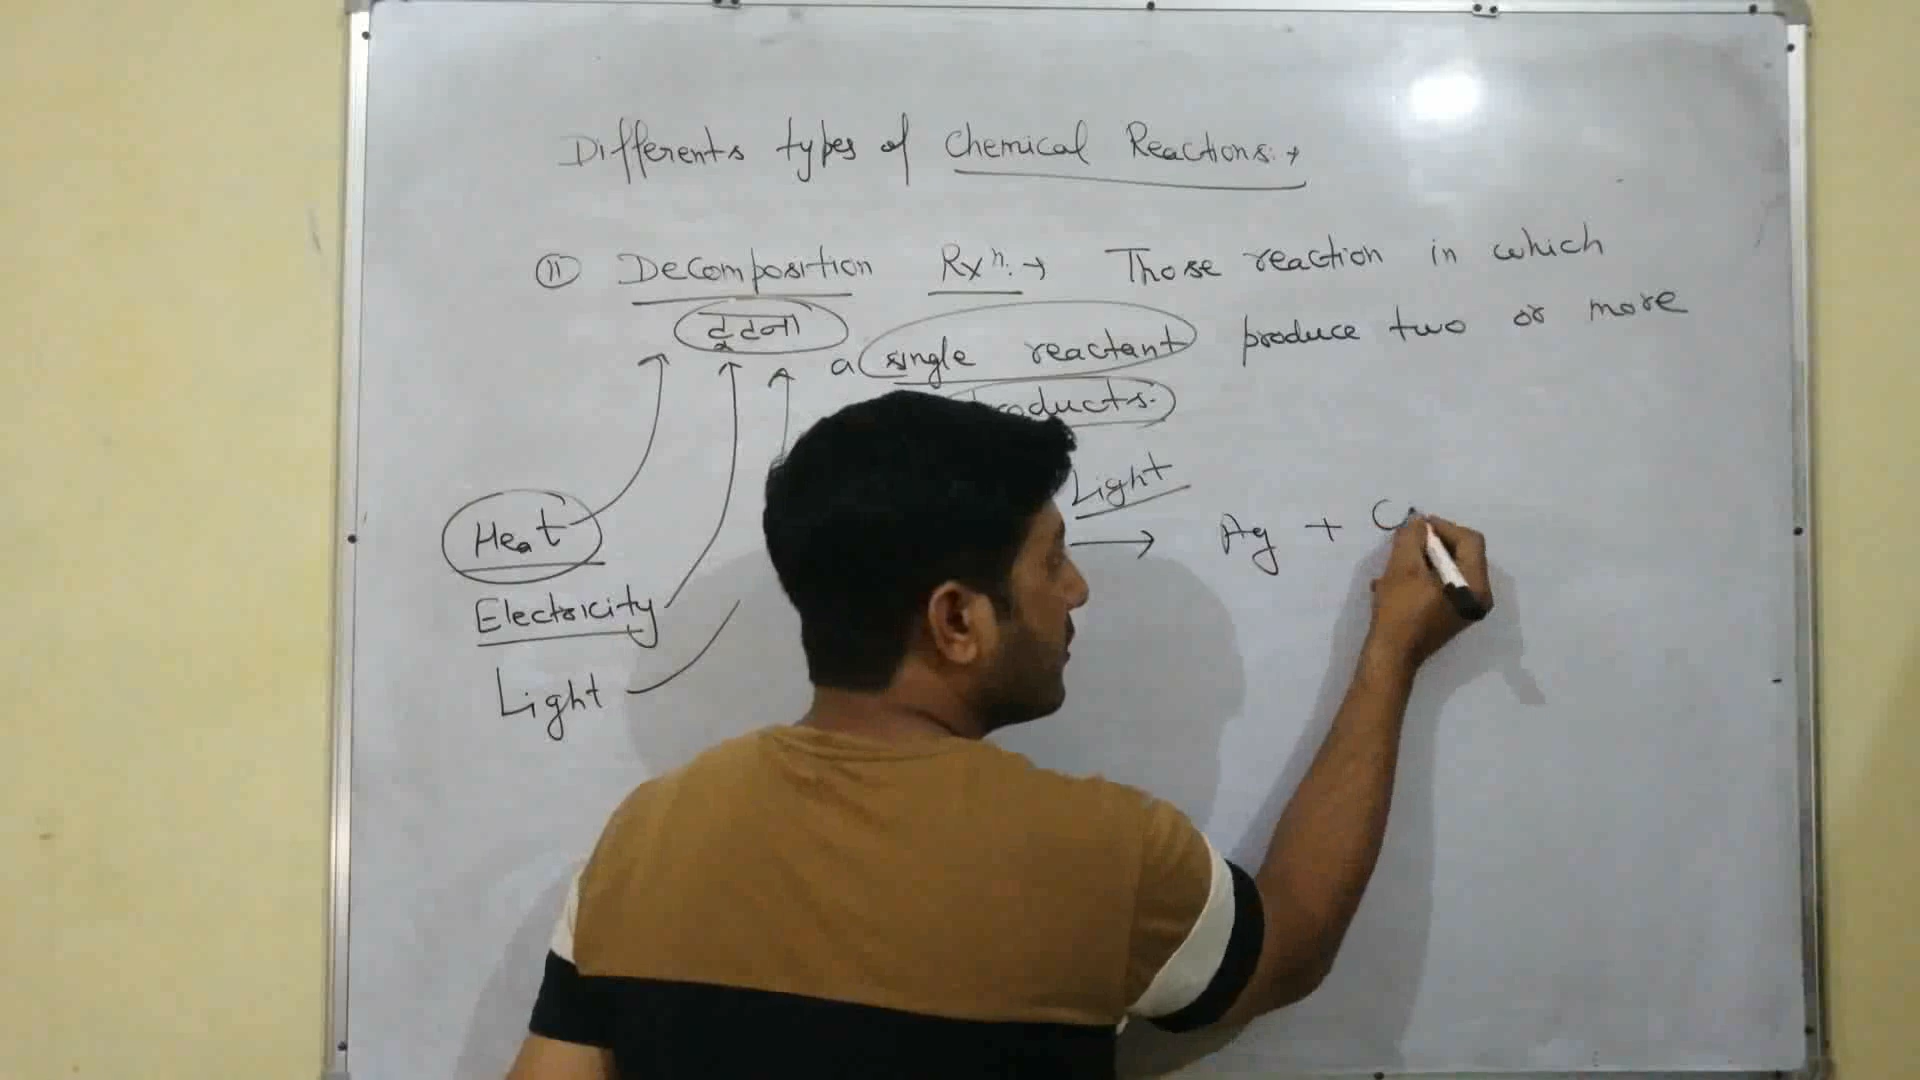 Differents types of Chemical Reactions:→
(ii) Decomposition Rxⁿ:→ Those reaction in which
टूटना a single reactant produce two or more
products.
Light
Heat → Ag + C
Electricity
Light